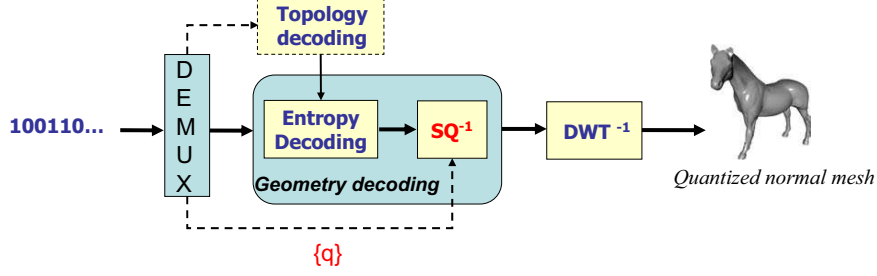 Topology
decoding
D
E
M
U
X
100110...
Entropy
Decoding
SQ-1
DWT -1
Geometry decoding
Quantized normal mesh
{q}